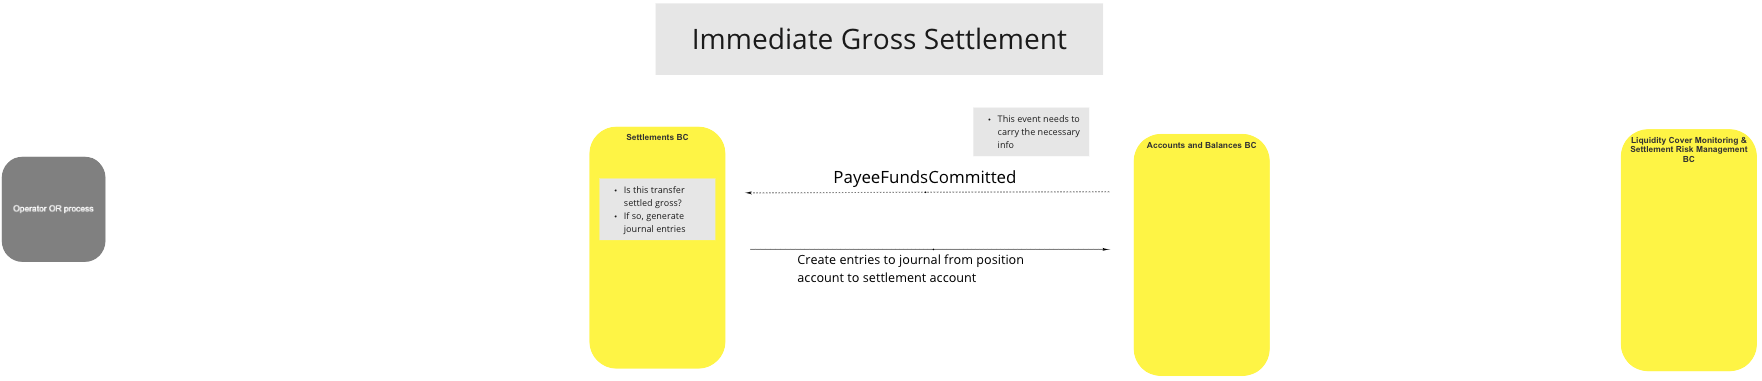 Immediate Gross Settlement
• This event needs to
carry the necessary
info
Settlements BC
Accounts and Balances BC
Liquidity Cover Monitoring &
Settlement Risk Management
BC
Operator OR process
• Is this transfer
settled gross?
• If so, generate
journal entries
PayeeFundsCommitted
Create entries to journal from position
account to settlement account